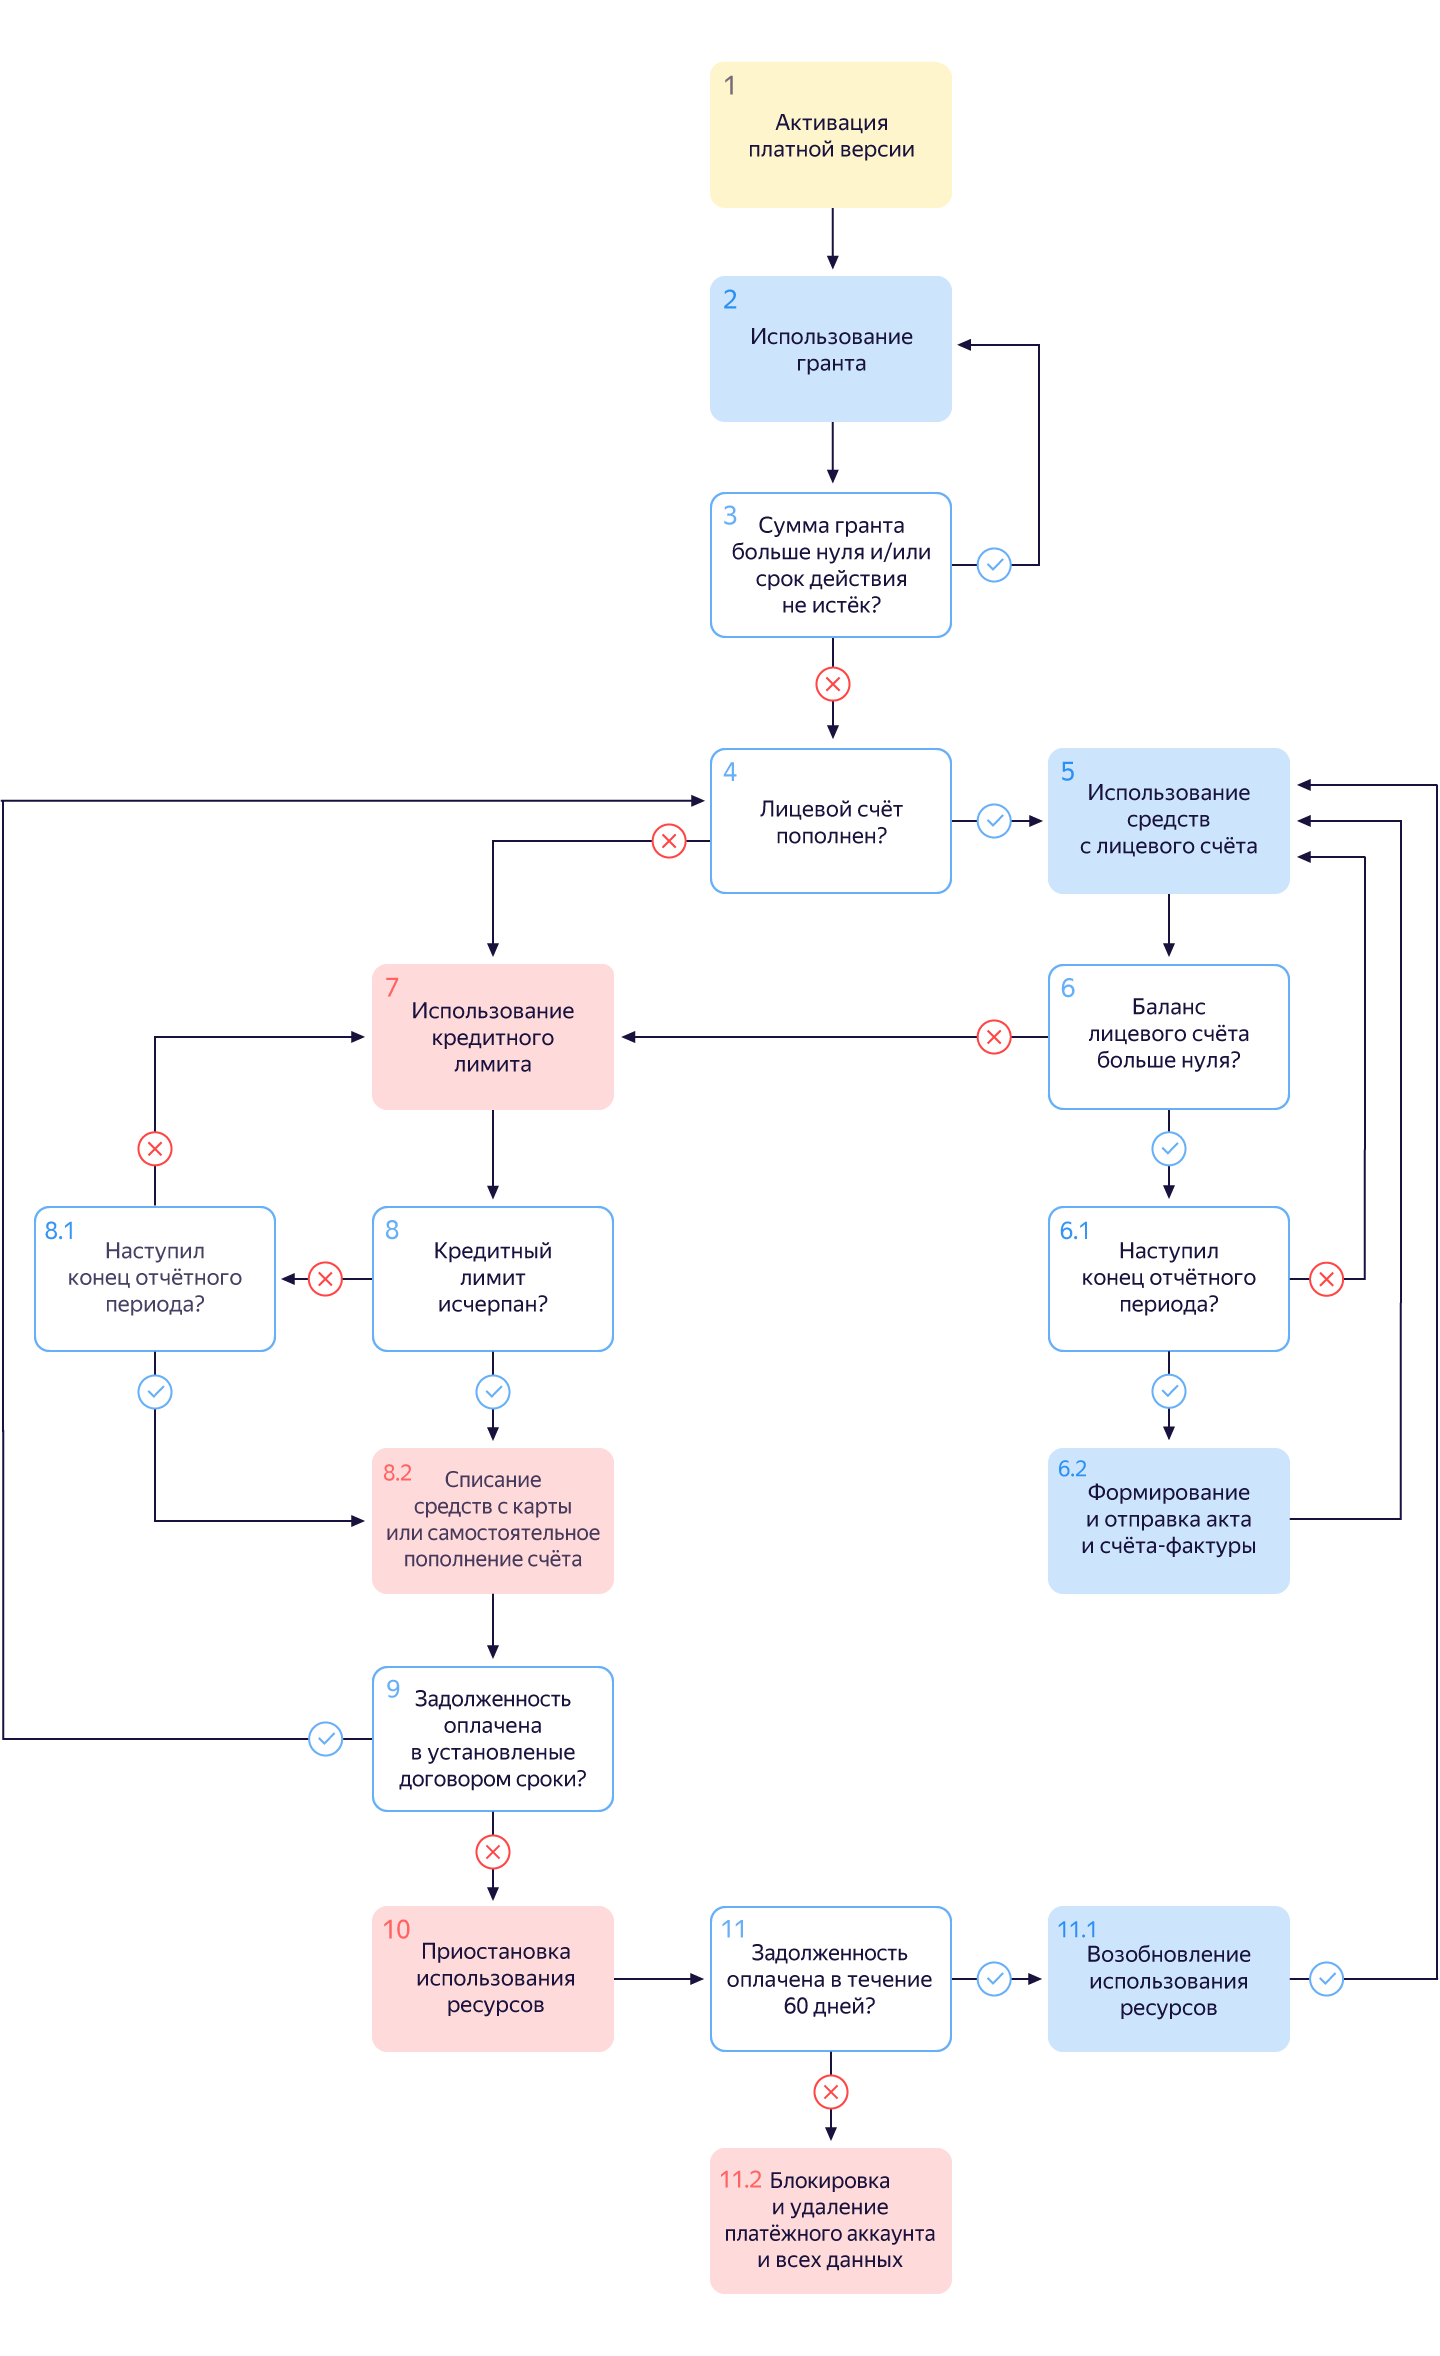 1
Активация
платной версии
2
Использование
гранта
3
Сумма гранта
больше нуля и/или
срок действия
не истёк?
4
Лицевой счёт
пополнен?
5
Использование
средств
с лицевого счёта
7
Использование
кредитного
лимита
6
Баланс
лицевого счёта
больше нуля?
8.1
Наступил
конец отчётного
периода?
8
Кредитный
лимит
исчерпан?
6.1
Наступил
конец отчётного
периода?
8.2
Списание
средств с карты
или самостоятельное
пополнение счёта
6.2
Формирование
и отправка акта
и счёта-фактуры
9
Задолженность
оплачена
в установленые
договором сроки?
10
Приостановка
использования
ресурсов
11
Задолженность
оплачена в течение
60 дней?
11.1
Возобновление
использования
ресурсов
11.2
Блокировка
и удаление
платёжного аккаунта
и всех данных